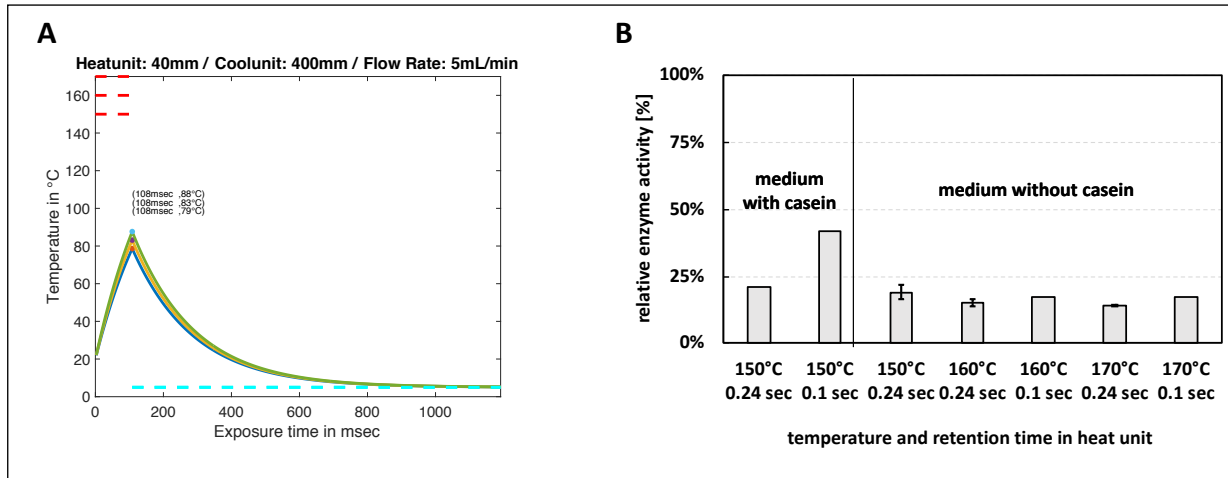 A
Heatunit: 40mm / Coolunit: 400mm / Flow Rate: 5mL/min
Temperature in °C
160
140
120
100
80
60
40
20
0
(108msec ,88°C)
(108msec ,83°C)
(108msec ,79°C)
0 200 400 600 800 1000
Exposure time in msec
B
relative enzyme activity [%]
100%
75%
50%
25%
0%
medium
with casein
medium without casein
150°C 150°C 150°C 160°C 160°C 170°C 170°C
0.24 sec 0.1 sec 0.24 sec 0.24 sec 0.1 sec 0.24 sec 0.1 sec
temperature and retention time in heat unit